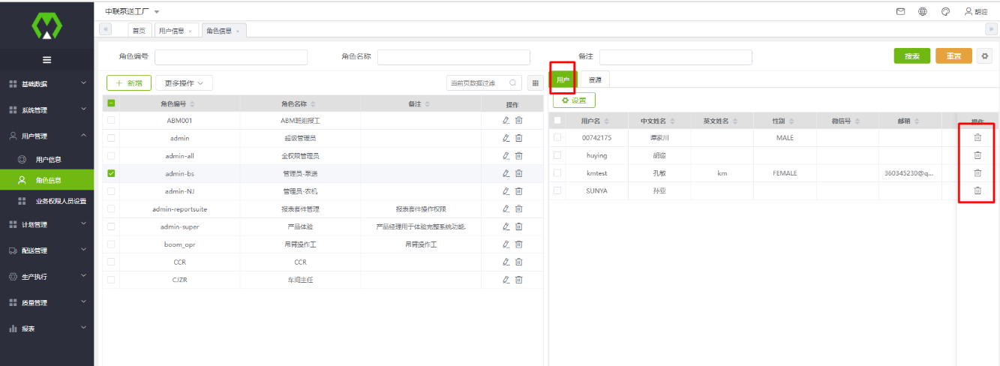 中联泵送工厂
胡迎
首页
用户信息 ×
角色信息 ×
角色编号
角色名称
备注
搜索
重置
基础数据
系统管理
用户管理
用户信息
角色信息
业务权限人员设置
计划管理
配送管理
生产执行
质量管理
报表
+ 新增
更多操作
当前页数据过滤
角色编号 角色名称 备注 操作
ABM001 ABM班组报工
admin 超级管理员
admin-all 全权限管理员
admin-bs 管理员-泵送
admin-NJ 管理员-农机
admin-reportsuite 报表套件管理 报表套件操作权限
admin-super 产品体验 产品经理用于体验完整系统功能.
boom_opr 吊臂操作工 吊臂操作工
CCR CCR
CJZR 车间主任
用户
资源
设置
用户名 中文姓名 英文姓名 性别 微信号 邮箱 操作
00742175 谭家川 MALE
huying 胡迎
kmtest 孔敏 km FEMALE 360345230@q...
SUNYA 孙亚